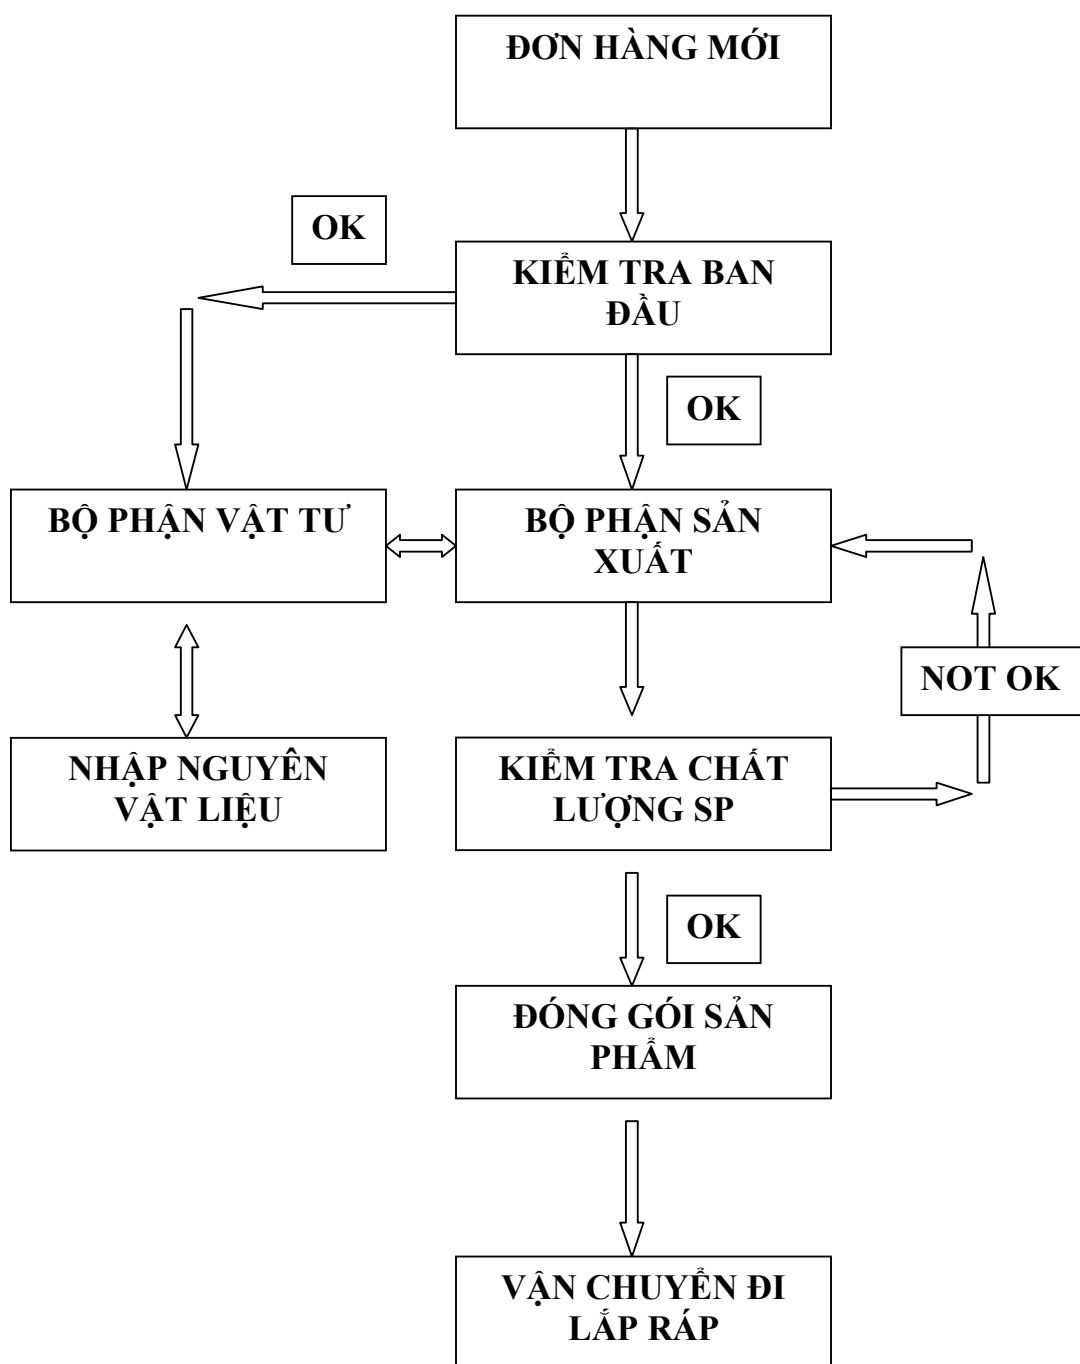 ĐƠN HÀNG MỚI
OK
KIỂM TRA BAN
ĐẦU
OK
BỘ PHẬN VẬT TƯ
BỘ PHẬN SẢN
XUẤT
NOT OK
NHẬP NGUYÊN
VẬT LIỆU
KIỂM TRA CHẤT
LƯỢNG SP
OK
ĐÓNG GÓI SẢN
PHẨM
VẬN CHUYỂN ĐI
LẮP RÁP